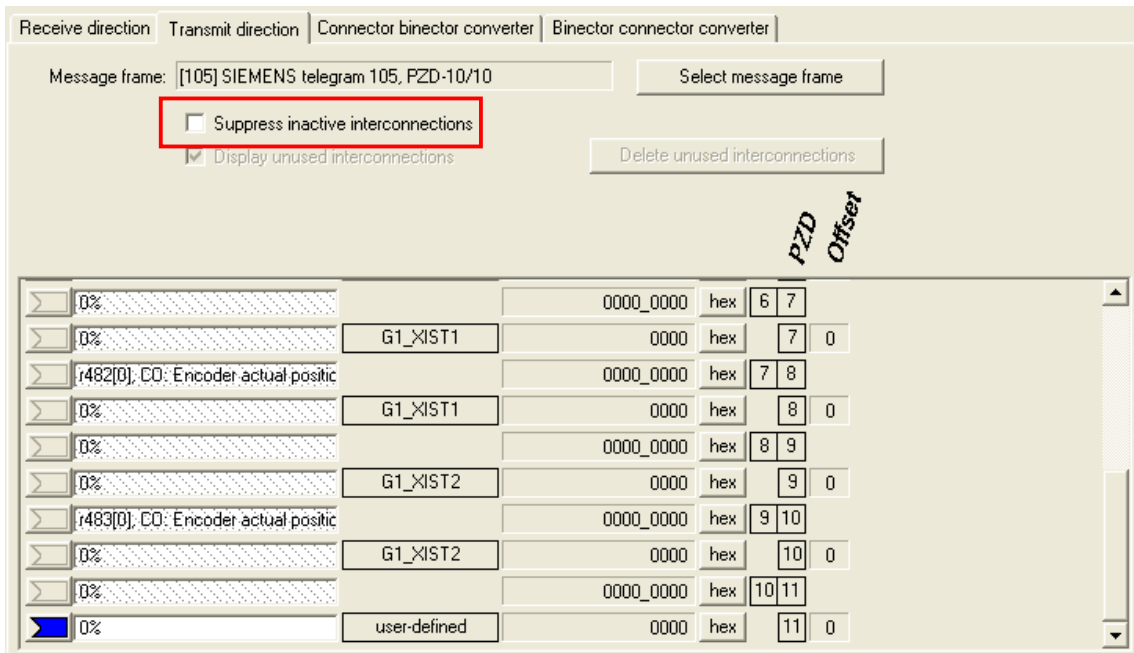 Receive direction Transmit direction Connector binector converter Binector connector converter
Message frame: [105] SIEMENS telegram 105, PZD-10/10 Select message frame
Suppress inactive interconnections
Display unused interconnections Delete unused interconnections
PZD Offset
0% 0000_0000 hex 6 7
0% G1_XIST1 0000 hex 7 0
r482[0], CO: Encoder actual positic 0000_0000 hex 7 8
0% G1_XIST1 0000 hex 8 0
0% 0000_0000 hex 8 9
0% G1_XIST2 0000 hex 9 0
r483[0], CO: Encoder actual positic 0000_0000 hex 9 10
0% G1_XIST2 0000 hex 10 0
0% 0000_0000 hex 10 11
0% user-defined 0000 hex 11 0